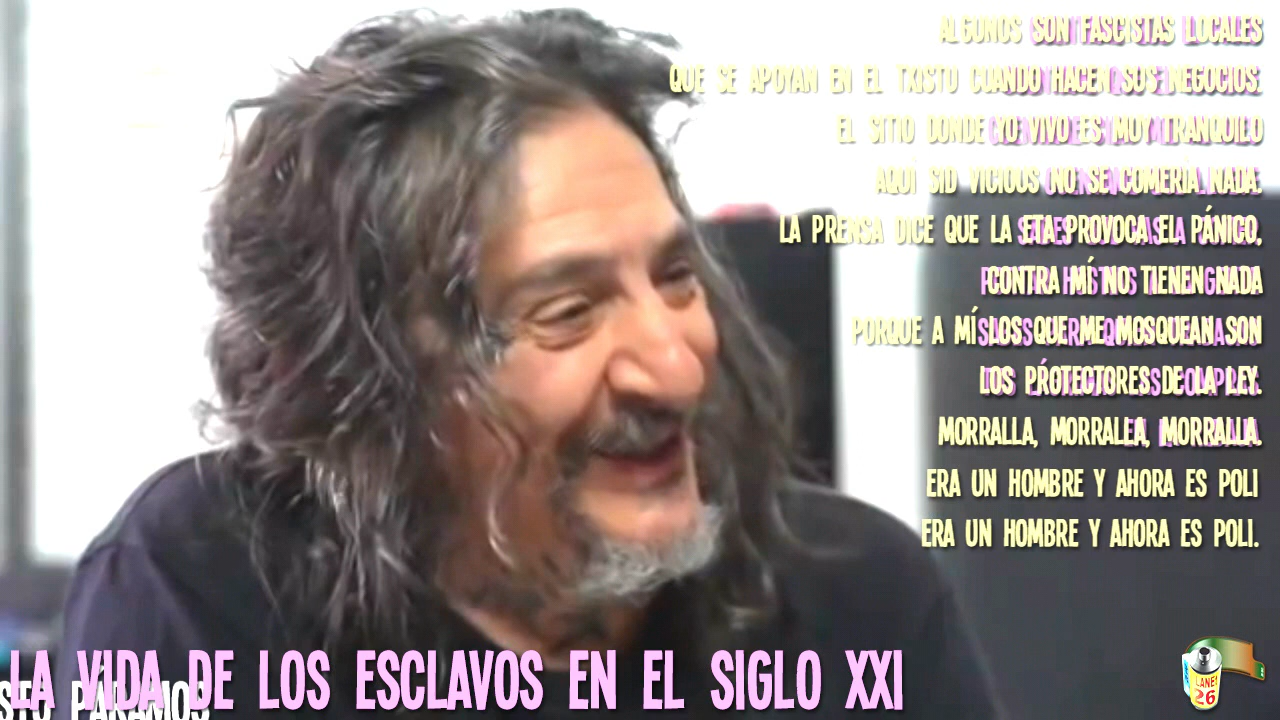 ALGUNOS SON FASCISTAS LOCALES
QUE SE APOYAN EN EL TXISTO CUANDO HACEN SUS NEGOCIOS.
EL SITIO DONDE YO VIVO ES MUY TRANQUILO
AQUÍ SID VICIOUS NO SE COMERÍA NADA.
LA PRENSA DICE QUE LA ETA PROVOCA EL PÁNICO,
CONTRA MÍ NO TIENEN NADA
PORQUE A MÍ LOS QUE ME MOSQUEAN SON
LOS PROTECTORES DE LA LEY.
MORRALLA, MORRALLA, MORRALLA.
ERA UN HOMBRE Y AHORA ES POLI
ERA UN HOMBRE Y AHORA ES POLI.
LA VIDA DE LOS ESCLAVOS EN EL SIGLO XXI
PÁRAMOS
26